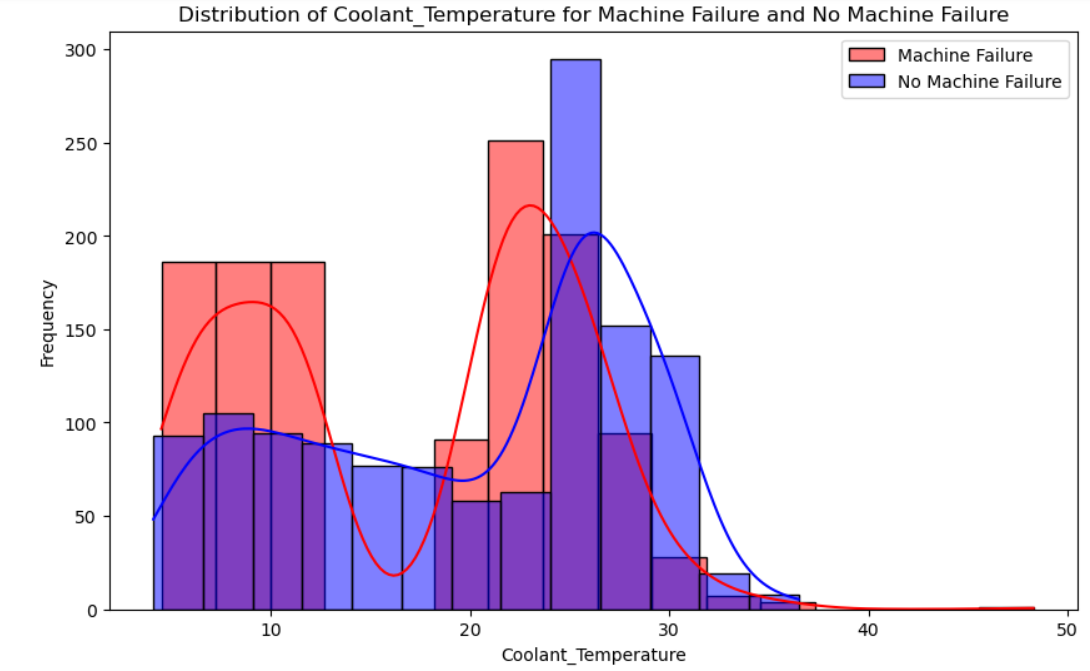 Distribution of Coolant_Temperature for Machine Failure and No Machine Failure
Machine Failure
No Machine Failure
Frequency
300
250
200
150
100
50
0
10
20
30
40
50
Coolant_Temperature